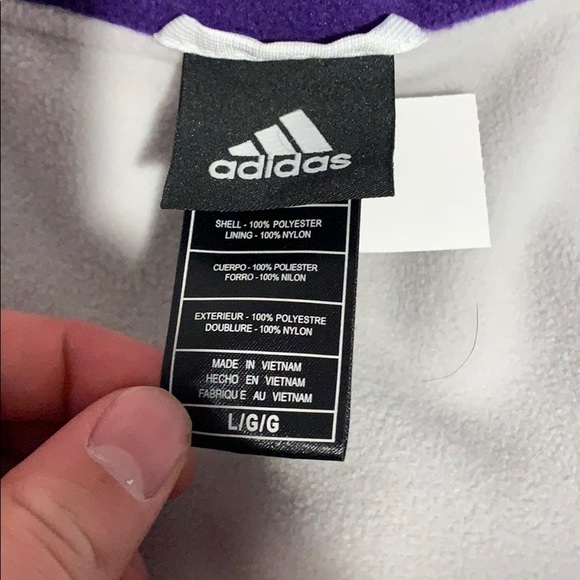 adidas
SHELL - 100% POLYESTER
LINING - 100% NYLON
CUERPO - 100% POLIESTER
FORRO - 100% NILON
EXTERIEUR - 100% POLYESTRE
DOUBLURE - 100% NYLON
MADE IN VIETNAM
HECHO EN VIETNAM
FABRIQU E AU VIETNAM
L/G/G